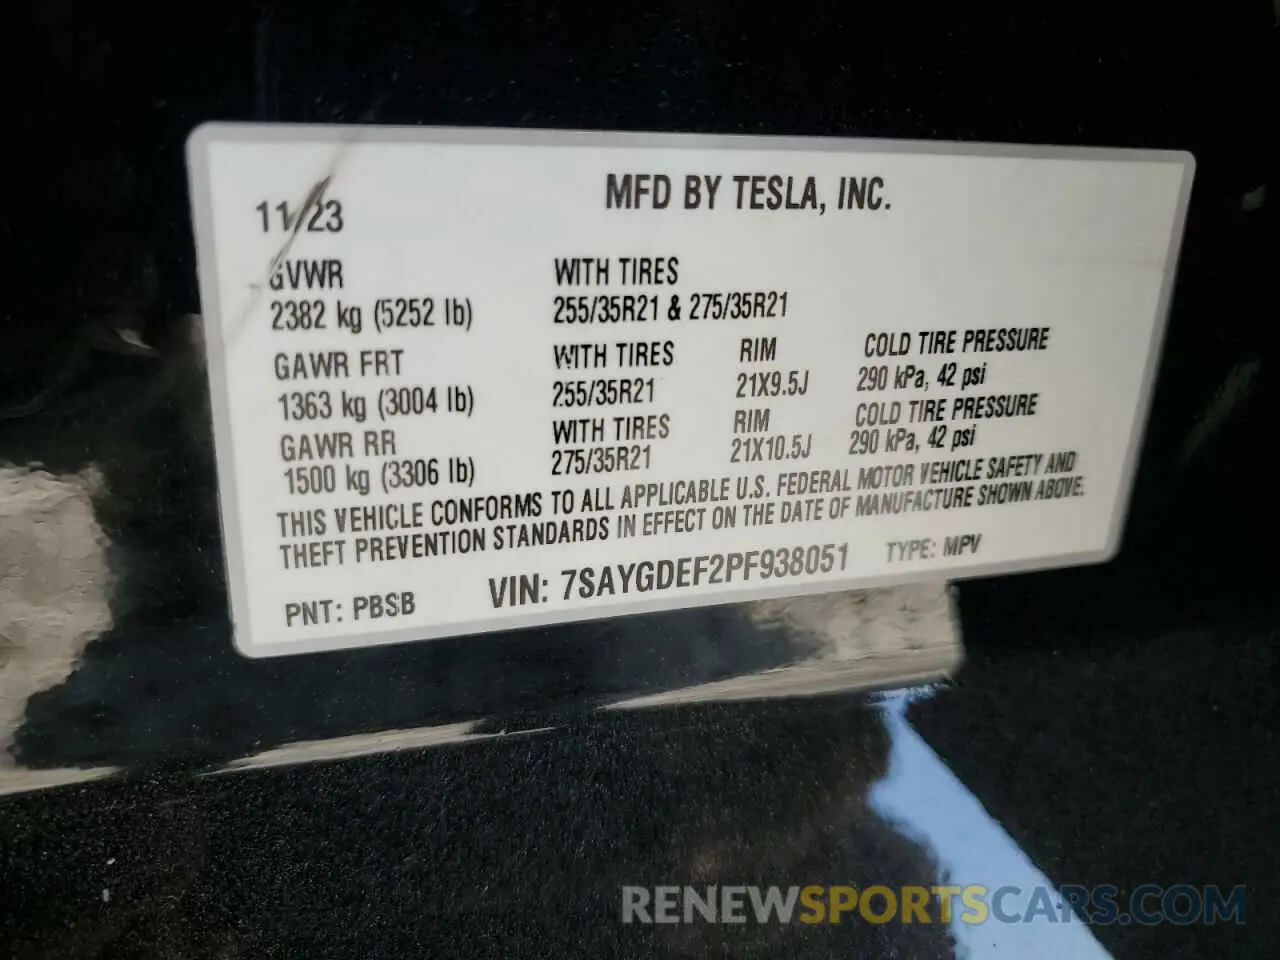 11/23 MFD BY TESLA, INC.
GVWR WITH TIRES
2382 kg (5252 lb) 255/35R21 & 275/35R21
GAWR FRT WITH TIRES RIM COLD TIRE PRESSURE
1363 kg (3004 lb) 255/35R21 21X9.5J 290 kPa, 42 psi
GAWR RR WITH TIRES RIM COLD TIRE PRESSURE
1500 kg (3306 lb) 275/35R21 21X10.5J 290 kPa, 42 psi
THIS VEHICLE CONFORMS TO ALL APPLICABLE U.S. FEDERAL MOTOR VEHICLE SAFETY AND
THEFT PREVENTION STANDARDS IN EFFECT ON THE DATE OF MANUFACTURE SHOWN ABOVE.
PNT: PBSB VIN: 7SAYGDEF2PF938051 TYPE: MPV
RENEWSPORTSCARS.COM